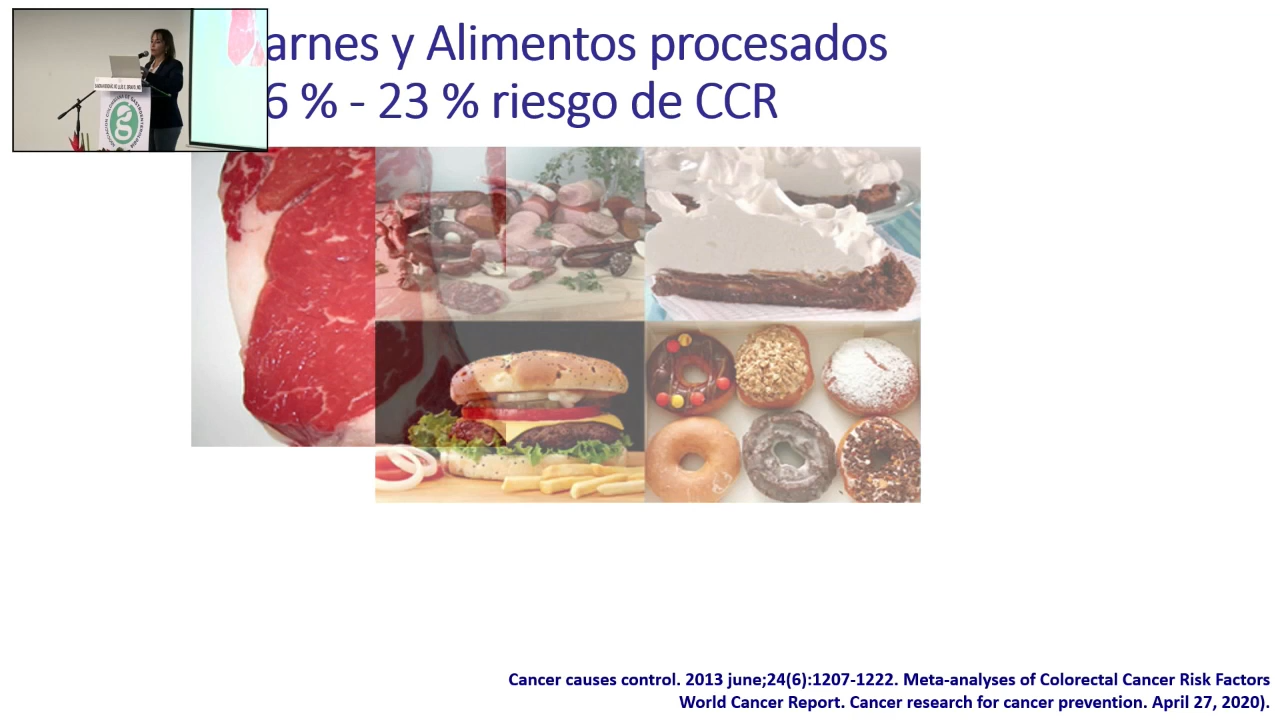 arnes y Alimentos procesados
6 % - 23 % riesgo de CCR
Cancer causes control. 2013 june;24(6):1207-1222. Meta-analyses of Colorectal Cancer Risk Factors
World Cancer Report. Cancer research for cancer prevention. April 27, 2020).